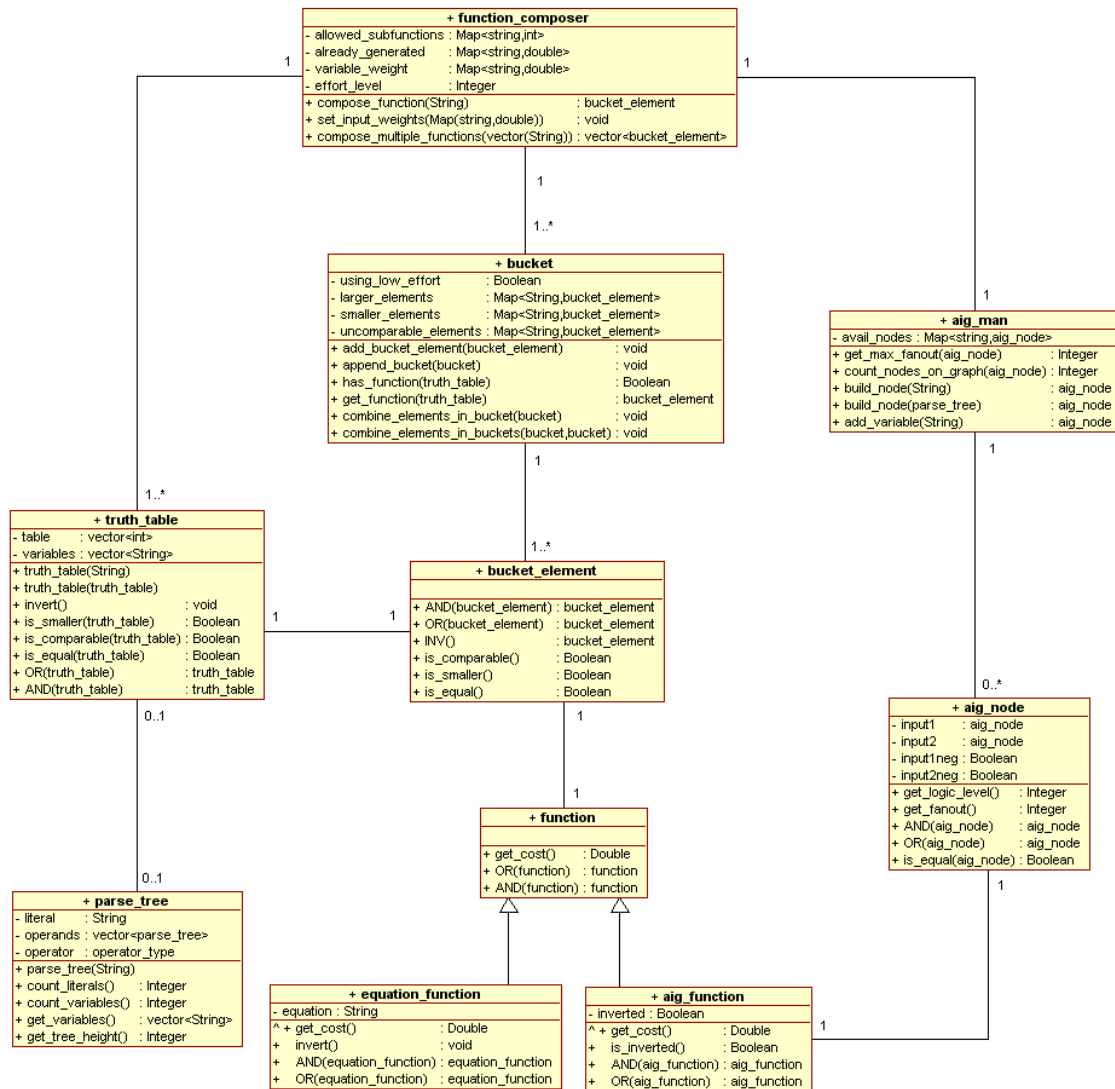 + function_composer
- allowed_subfunctions : Map<string,int>
- already_generated : Map<string,double>
- variable_weight : Map<string,double>
- effort_level : Integer
+ compose_function(String) : bucket_element
+ set_input_weights(Map(string,double)) : void
+ compose_multiple_functions(vector(String)) : vector<bucket_element>
1
1
1
1..*
+ bucket
- using_low_effort : Boolean
- larger_elements : Map<String,bucket_element>
- smaller_elements : Map<String,bucket_element>
- uncomparable_elements : Map<String,bucket_element>
+ add_bucket_element(bucket_element) : void
+ append_bucket(bucket) : void
+ has_function(truth_table) : Boolean
+ get_function(truth_table) : bucket_element
+ combine_elements_in_bucket(bucket) : void
+ combine_elements_in_buckets(bucket,bucket) : void
1
+ aig_man
- avail_nodes : Map<string,aig_node>
+ get_max_fanout(aig_node) : Integer
+ count_nodes_on_graph(aig_node) : Integer
+ build_node(String) : aig_node
+ build_node(parse_tree) : aig_node
+ add_variable(String) : aig_node
1
1
1..*
+ truth_table
- table : vector<int>
- variables : vector<String>
+ truth_table(String)
+ truth_table(truth_table)
+ invert() : void
+ is_smaller(truth_table) : Boolean
+ is_comparable(truth_table) : Boolean
+ is_equal(truth_table) : Boolean
+ OR(truth_table) : truth_table
+ AND(truth_table) : truth_table
1..*
+ bucket_element
+ AND(bucket_element) : bucket_element
+ OR(bucket_element) : bucket_element
+ INV() : bucket_element
+ is_comparable() : Boolean
+ is_smaller() : Boolean
+ is_equal() : Boolean
1
1
0..*
0..1
1
+ aig_node
- input1 : aig_node
- input2 : aig_node
- input1neg : Boolean
- input2neg : Boolean
+ get_logic_level() : Integer
+ get_fanout() : Integer
+ AND(aig_node) : aig_node
+ OR(aig_node) : aig_node
+ is_equal(aig_node) : Boolean
1
+ function
+ get_cost() : Double
+ OR(function) : function
+ AND(function) : function
0..1
1
+ parse_tree
- literal : String
- operands : vector<parse_tree>
- operator : operator_type
+ parse_tree(String)
+ count_literals() : Integer
+ count_variables() : Integer
+ get_variables() : vector<String>
+ get_tree_height() : Integer
+ equation_function
- equation : String
^ + get_cost() : Double
+ invert() : void
+ AND(equation_function) : equation_function
+ OR(equation_function) : equation_function
+ aig_function
- inverted : Boolean
^ + get_cost() : Double
+ is_inverted() : Boolean
+ AND(aig_function) : aig_function
+ OR(aig_function) : aig_function
1